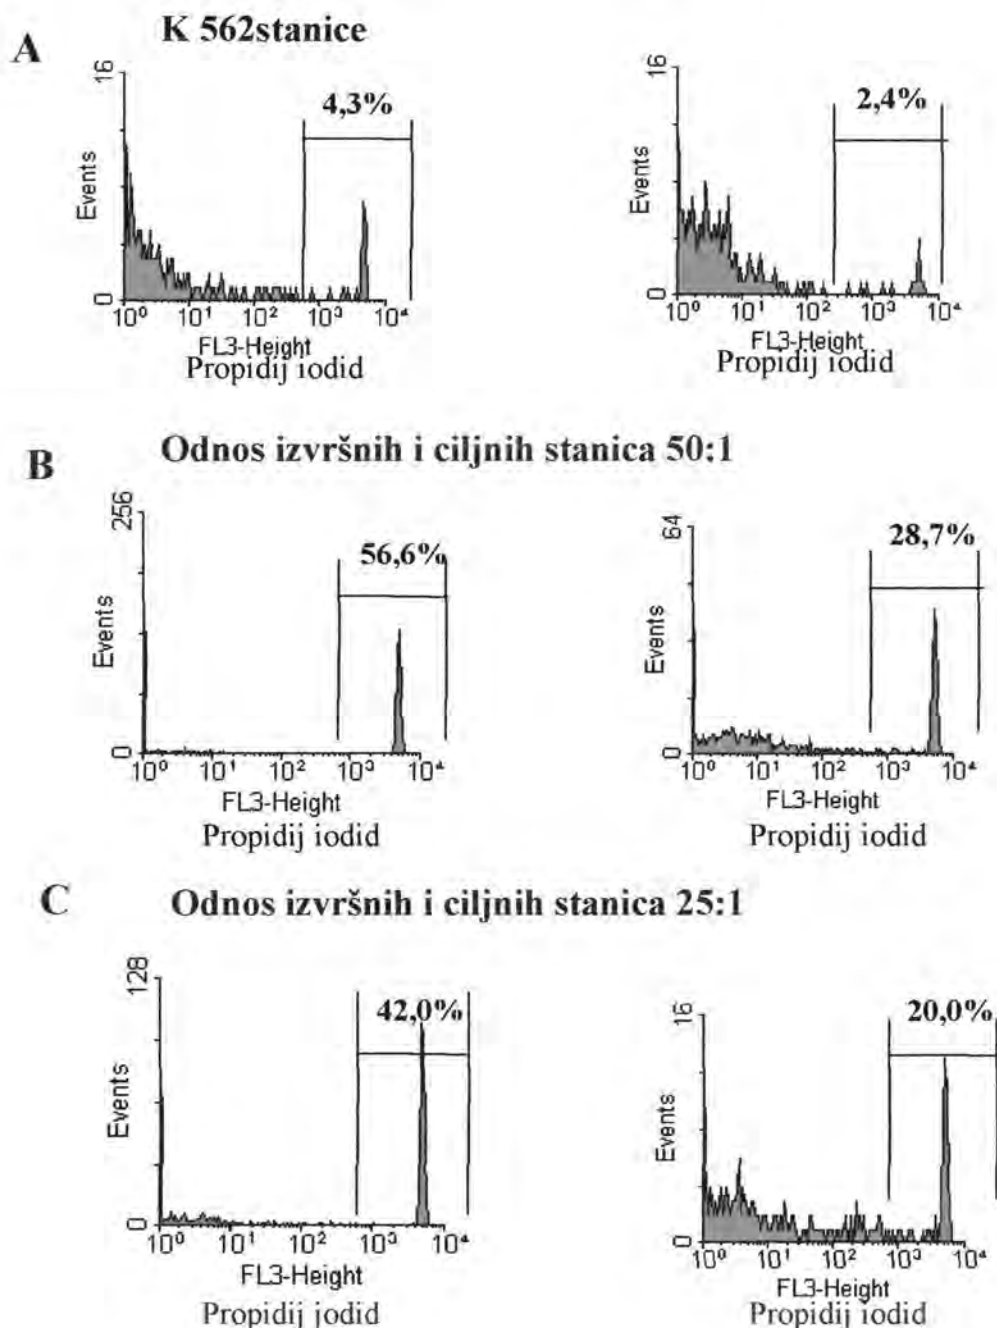 A
K 562stanice
16
4,3%
Events
0
10⁰ 10¹ 10² 10³ 10⁴
FL3-Height
Propidij iodid
16
2,4%
Events
0
10⁰ 10¹ 10² 10³ 10⁴
FL3-Height
Propidij iodid
B
Odnos izvršnih i ciljnih stanica 50:1
256
56,6%
Events
0
10⁰ 10¹ 10² 10³ 10⁴
FL3-Height
Propidij iodid
64
28,7%
Events
0
10⁰ 10¹ 10² 10³ 10⁴
FL3-Height
Propidij iodid
C
Odnos izvršnih i ciljnih stanica 25:1
128
42,0%
Events
0
10⁰ 10¹ 10² 10³ 10⁴
FL3-Height
Propidij jodid
16
20,0%
Events
0
10⁰ 10¹ 10² 10³ 10⁴
FL3-Height
Propidij iodid